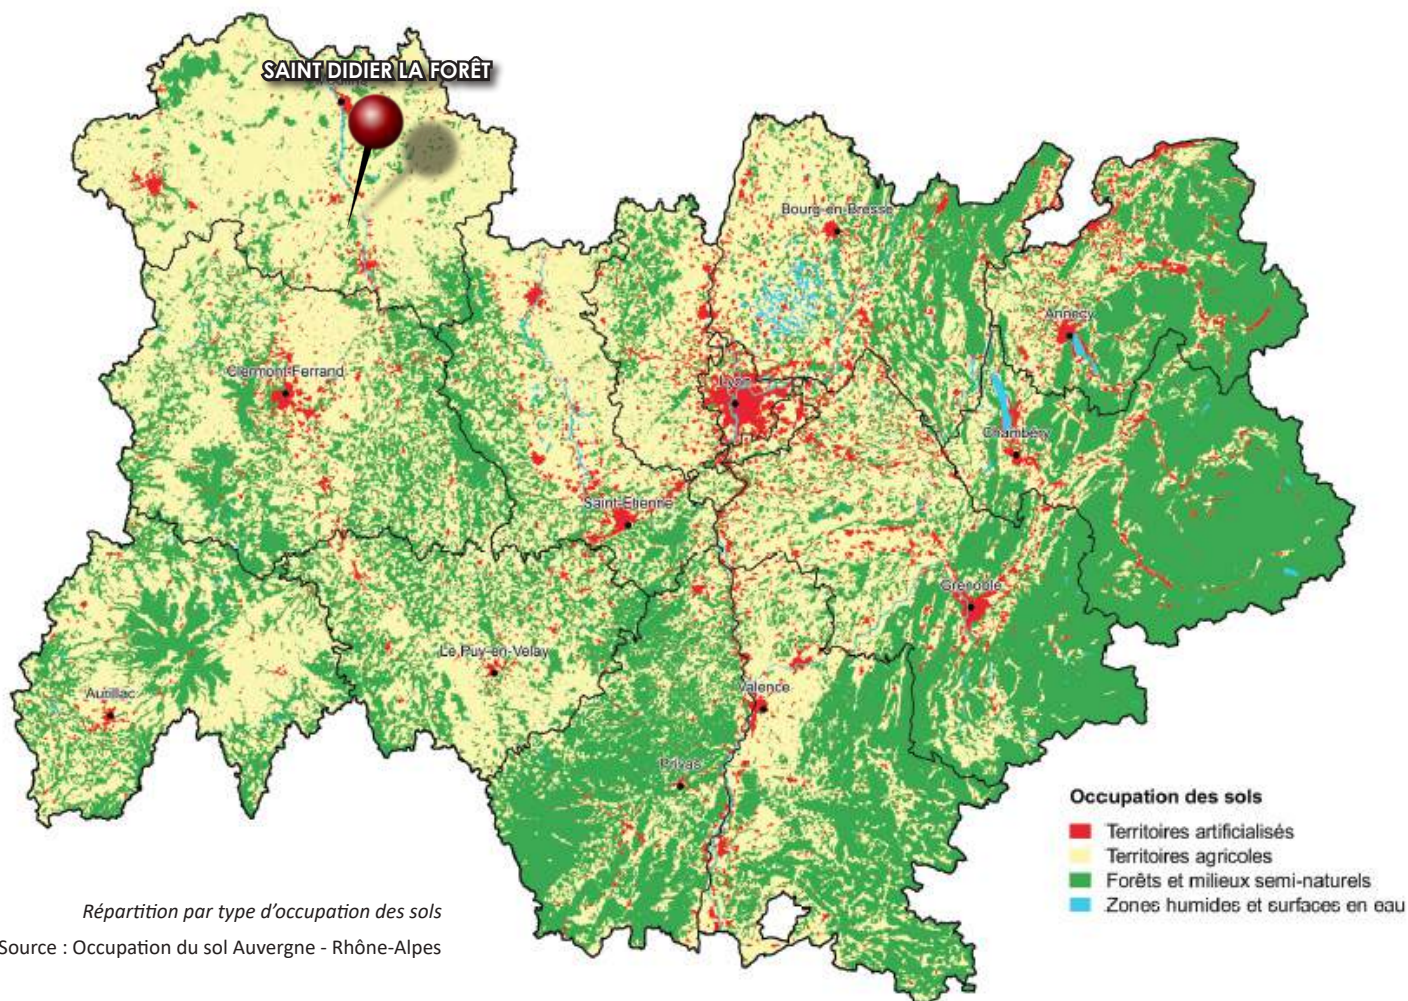 SAINT DIDIER LA FORÊT
Bourg-en-Bresse
Annecy
Clermont-Ferrand
Lyon
Chambéry
Saint-Etienne
Grenoble
Le Puy-en-Velay
Aurillac
Valence
Privas
Occupation des sols
Territoires artificialisés
Territoires agricoles
Forêts et milieux semi-naturels
Zones humides et surfaces en eau
Répartition par type d'occupation des sols
Source : Occupation du sol Auvergne - Rhône-Alpes